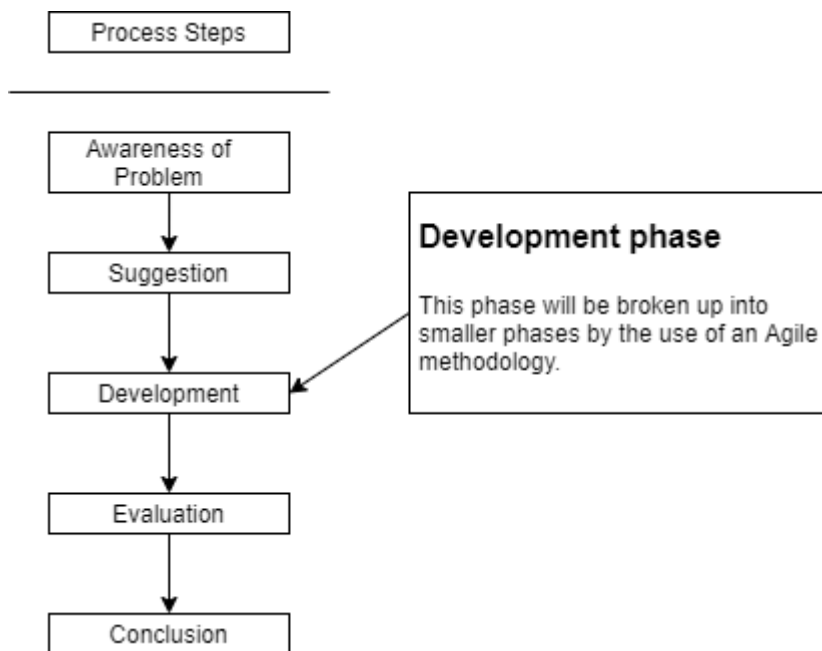 Process Steps
Awareness of
Problem
Suggestion
Development phase
This phase will be broken up into
smaller phases by the use of an Agile
methodology.
Development
Evaluation
Conclusion